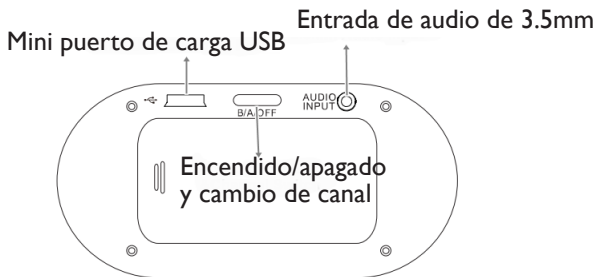 Entrada de audio de 3.5mm
Mini puerto de carga USB
AUDIO
INPUT
B/A/OFF
Encendido/apagado
y cambio de canal